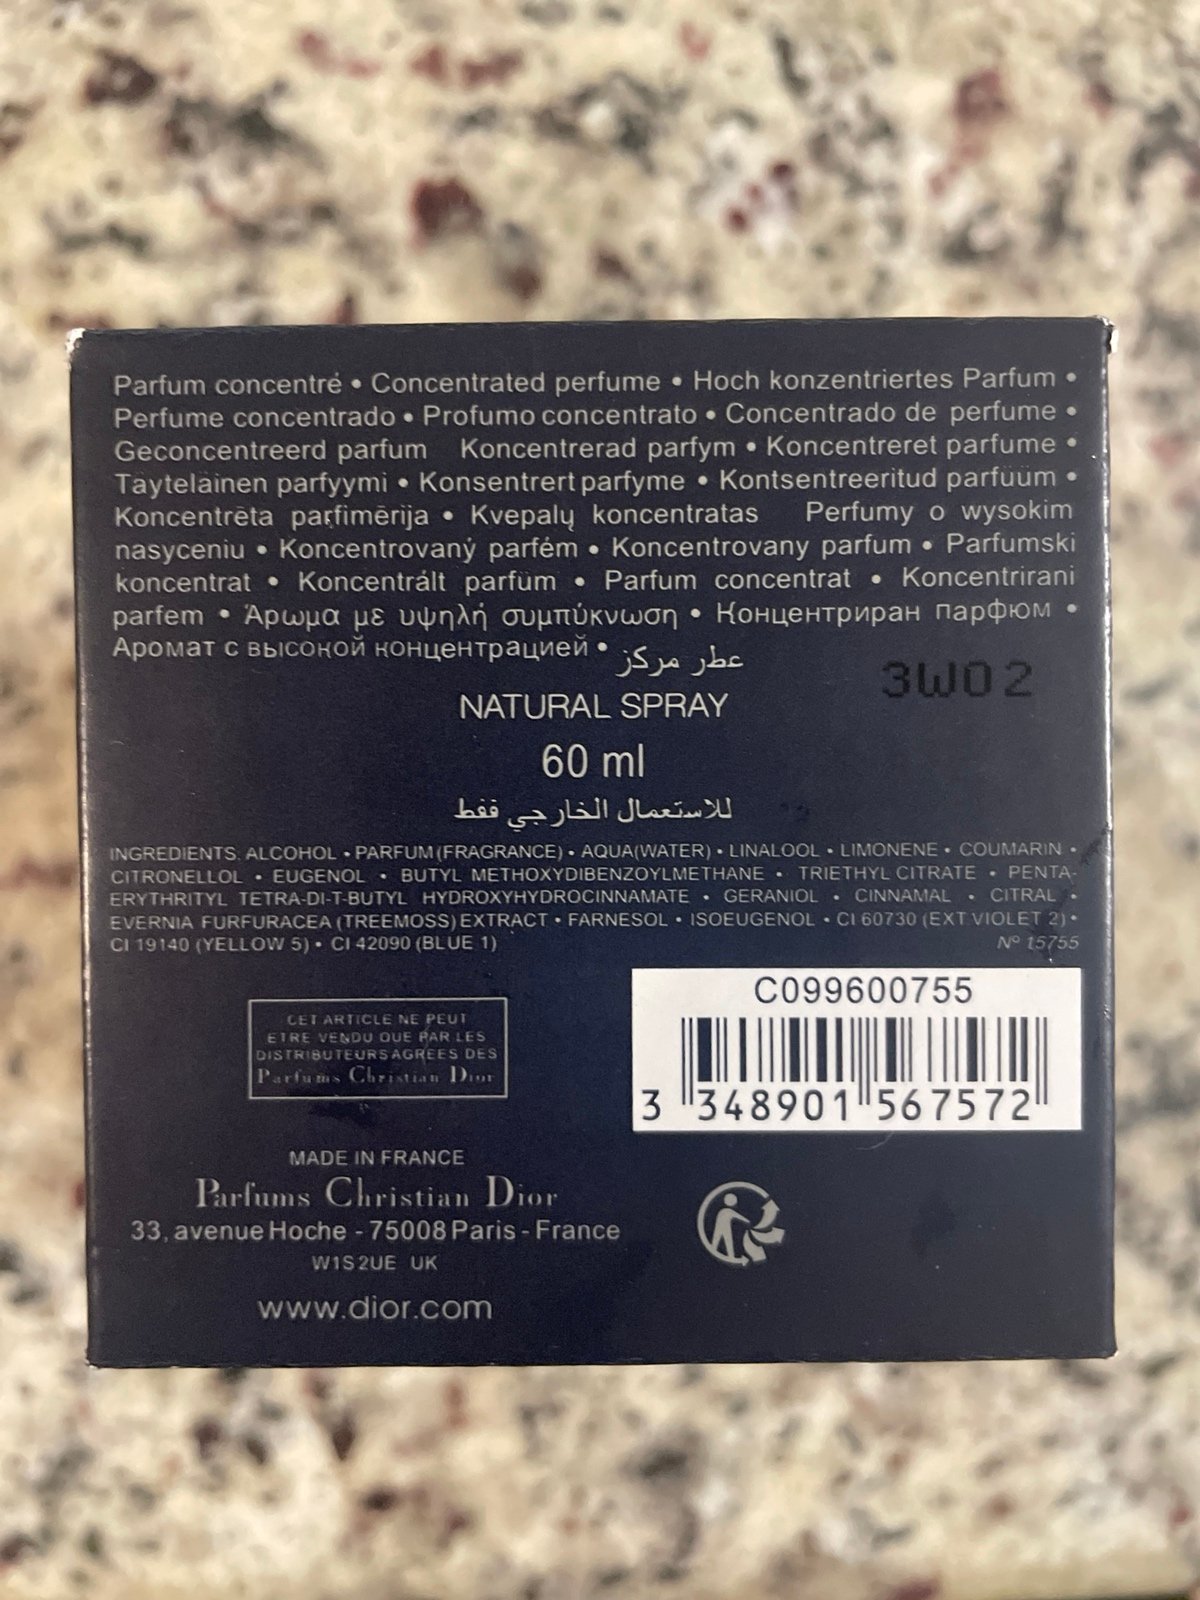 Parfum concentré • Concentrated perfume • Hoch konzentriertes Parfum •
Perfume concentrado • Profumo concentrato • Concentrado de perfume •
Geconcentreerd parfum Koncentrerad parfym • Koncentreret parfume •
Täyteläinen parfyymi • Konsentrert parfyme • Kontsentreeritud parfüüm •
Koncentrēta parfimērija • Kvepalų koncentratas Perfumy o wysokim
nasyceniu • Koncentrovaný parfém • Koncentrovany parfum • Parfumski
koncentrat • Koncentrált parfüm • Parfum concentrat • Koncentrirani
parfem • Άρωμα με υψηλή συμπύκνωση • Концентриран парфюм •
Аромат с высокой концентрацией • عطر مركز
3W02
NATURAL SPRAY
60 ml
للاستعمال الخارجي فقط
INGREDIENTS: ALCOHOL • PARFUM (FRAGRANCE) • AQUA (WATER) • LINALOOL • LIMONENE • COUMARIN •
CITRONELLOL • EUGENOL • BUTYL METHOXYDIBENZOYLMETHANE • TRIETHYL CITRATE • PENTA-
ERYTHRITYL TETRA-DI-T-BUTYL HYDROXYHYDROCINNAMATE • GERANIOL • CINNAMAL • CITRAL •
EVERNIA FURFURACEA (TREEMOSS) EXTRACT • FARNESOL • ISOEUGENOL • CI 60730 (EXT. VIOLET 2) •
CI 19140 (YELLOW 5) • CI 42090 (BLUE 1) N° 15755
C099600755
3 348901 567572
CET ARTICLE NE PEUT
ETRE VENDU QUE PAR LES
DISTRIBUTEURS AGREES DES
Parfums Christian Dior
MADE IN FRANCE
Parfums Christian Dior
33, avenue Hoche - 75008 Paris - France
W1S2UE UK
www.dior.com